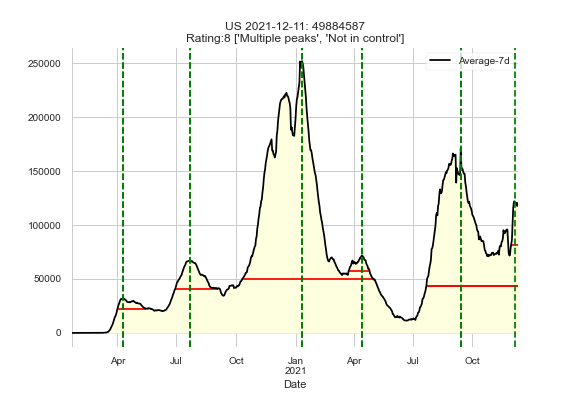 US 2021-12-11: 49884587
Rating:8 ['Multiple peaks', 'Not in control']
Average-7d
250000
200000
150000
100000
50000
0
Apr Jul Oct Jan Apr Jul Oct
2021
Date